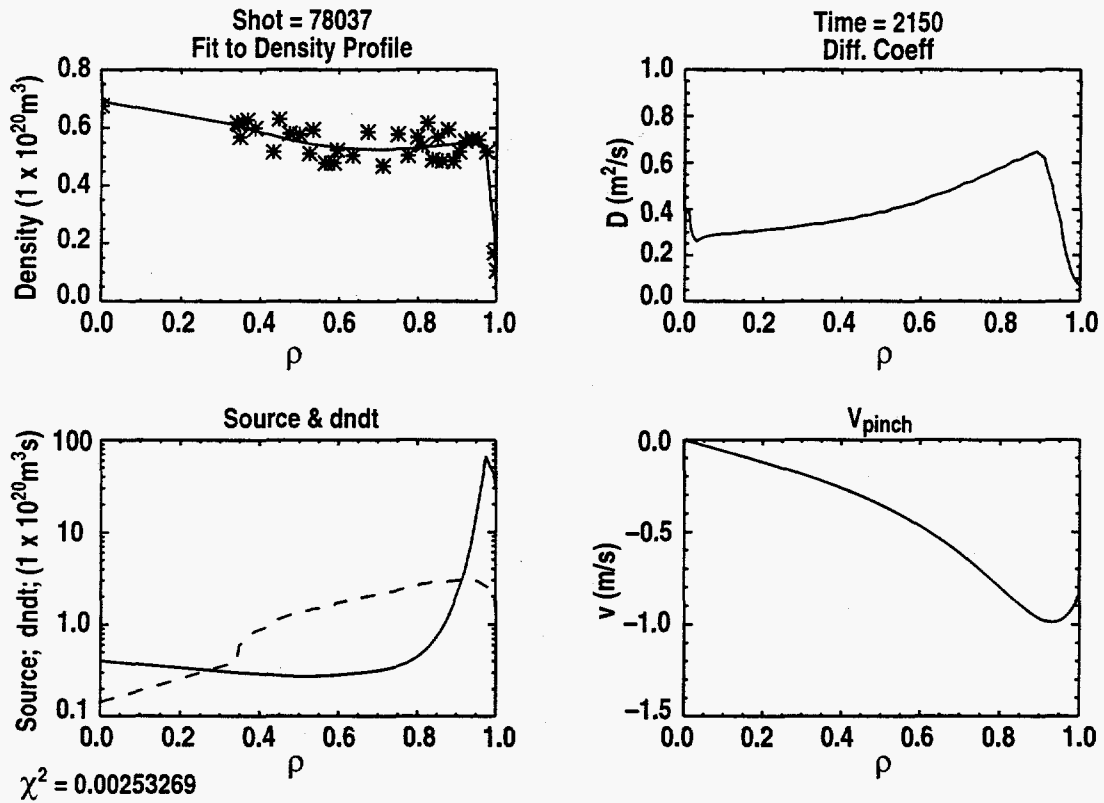 Shot = 78037
Fit to Density Profile
Density (1 x 10²⁰m³)
0.8
0.6
0.4
0.2
0.0
0.0 0.2 0.4 0.6 0.8 1.0
ρ
Time = 2150
Diff. Coeff
D (m²/s)
1.0
0.8
0.6
0.4
0.2
0.0
0.0 0.2 0.4 0.6 0.8 1.0
ρ
Source & dndt
Source; dndt; (1 x 10²⁰m³s)
100
10
1.0
0.1
0.0 0.2 0.4 0.6 0.8 1.0
ρ
V_pinch
v (m/s)
0.0
−0.5
−1.0
−1.5
0.0 0.2 0.4 0.6 0.8 1.0
ρ
χ² = 0.00253269